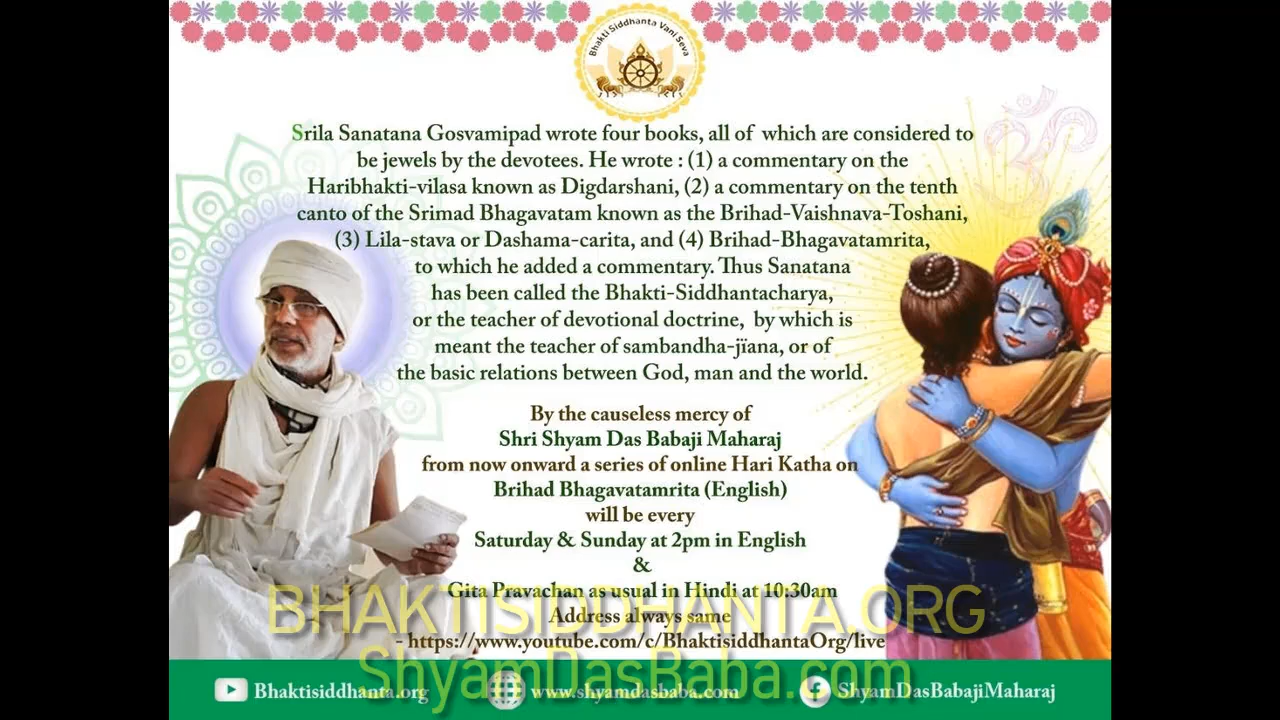 Bhakti Siddhanta Vani Seva
Srila Sanatana Gosvamipad wrote four books, all of which are considered to
be jewels by the devotees. He wrote : (1) a commentary on the
Haribhakti-vilasa known as Digdarshani, (2) a commentary on the tenth
canto of the Srimad Bhagavatam known as the Brihad-Vaishnava-Toshani,
(3) Lila-stava or Dashama-carita, and (4) Brihad-Bhagavatamrita,
to which he added a commentary. Thus Sanatana
has been called the Bhakti-Siddhantacharya,
or the teacher of devotional doctrine, by which is
meant the teacher of sambandha-jïana, or of
the basic relations between God, man and the world.
By the causeless mercy of
Shri Shyam Das Babaji Maharaj
from now onward a series of online Hari Katha on
Brihad Bhagavatamrita (English)
will be every
Saturday & Sunday at 2pm in English
&
Gita Pravachan as usual in Hindi at 10:30am
BHAKTISIDDHANTA.ORG
Address always same
- https://www.youtube.com/c/BhaktisiddhantaOrg/live
ShyamDasBaba.com
Bhaktisiddhanta.org www.shyamdasbaba.com ShyamDasBabajiMaharaj
ॐ